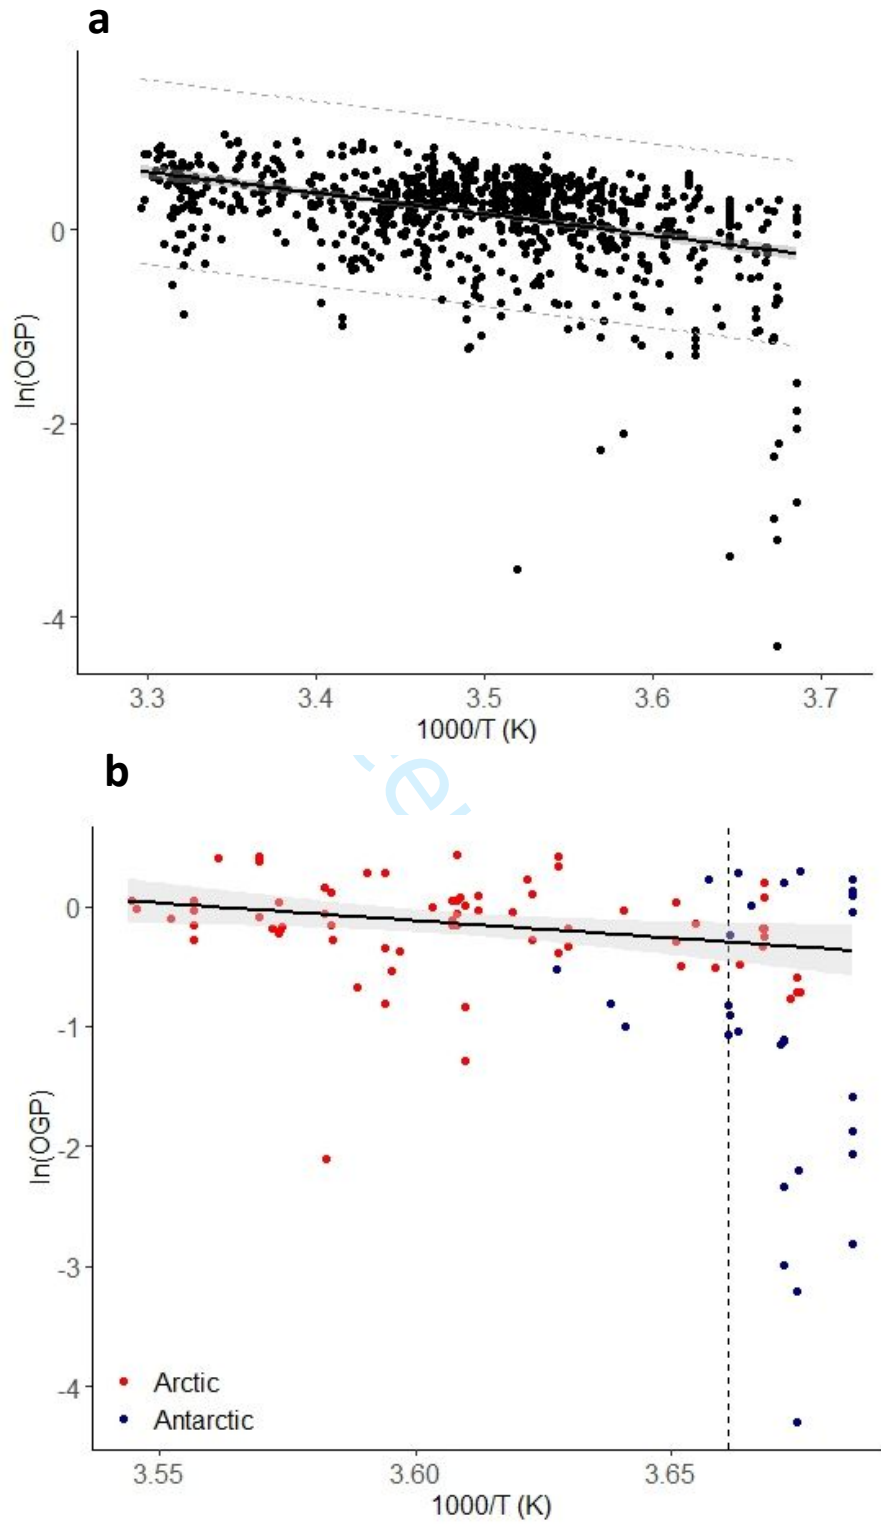 a
0
-2
-4
ln(OGP)
3.3 3.4 3.5 3.6 3.7
1000/T (K)
b
0
-1
-2
-3
-4
ln(OGP)
Arctic
Antarctic
3.55 3.60 3.65
1000/T (K)